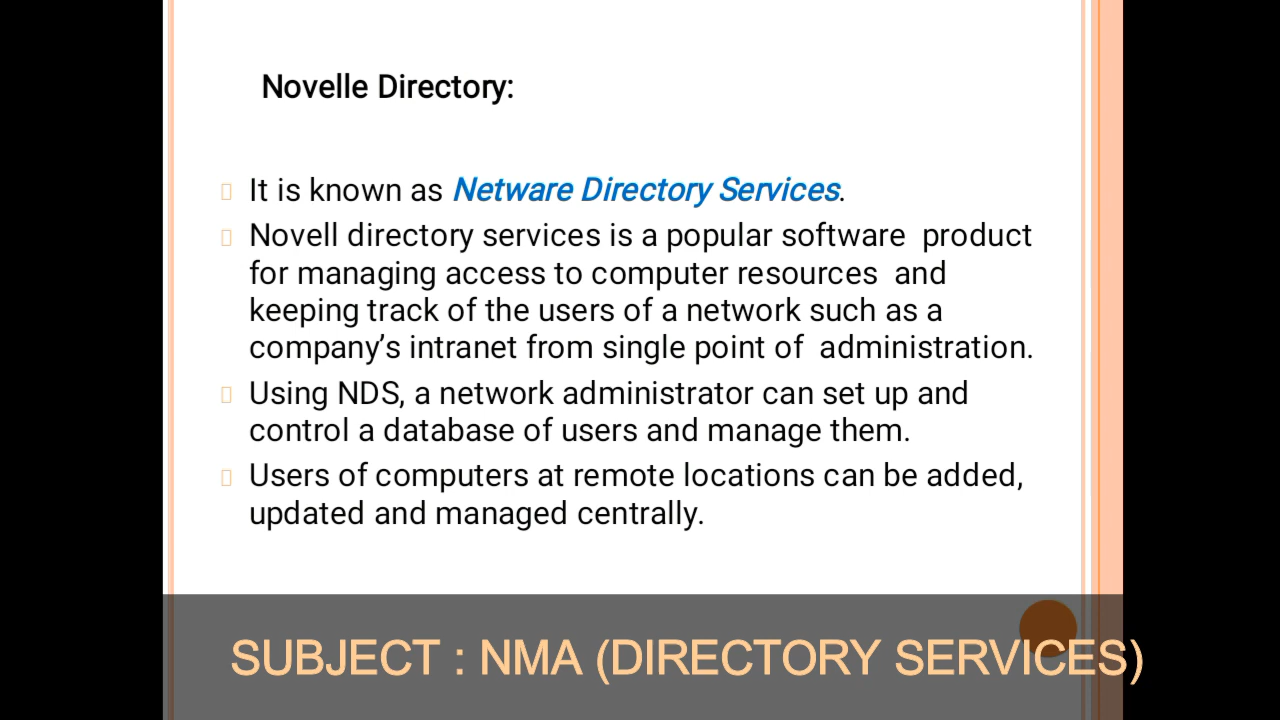 Novelle Directory:
It is known as Netware Directory Services.
Novell directory services is a popular software product
for managing access to computer resources and
keeping track of the users of a network such as a
company’s intranet from single point of administration.
Using NDS, a network administrator can set up and
control a database of users and manage them.
Users of computers at remote locations can be added,
updated and managed centrally.
SUBJECT : NMA (DIRECTORY SERVICES)